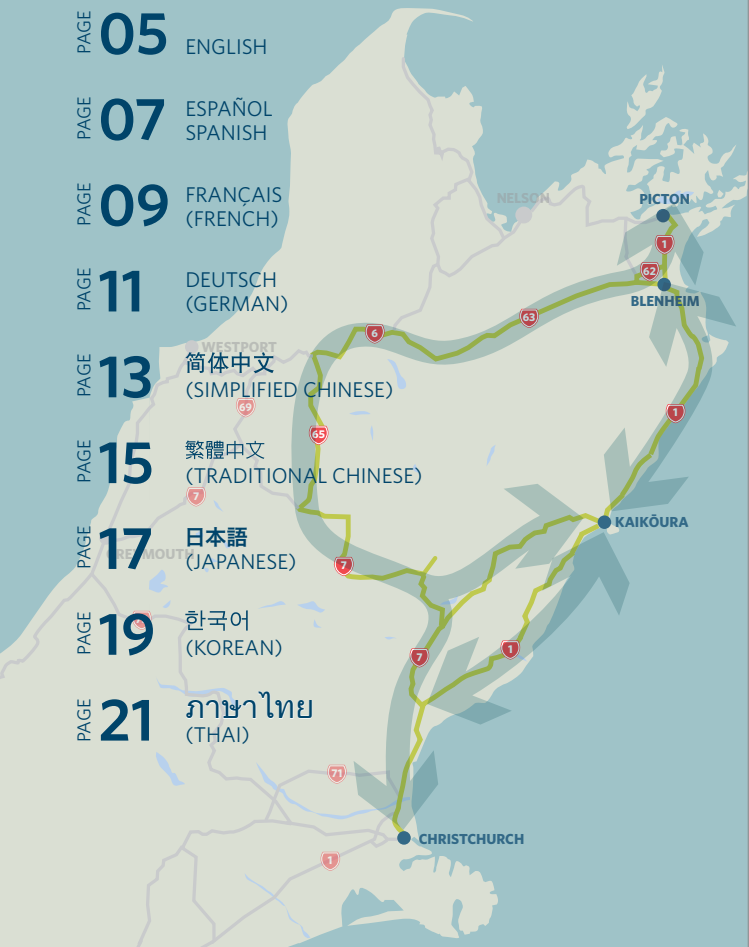 PAGE 05 ENGLISH
PAGE 07 ESPAÑOL
SPANISH
PAGE 09 FRANÇAIS
(FRENCH)
PAGE 11 DEUTSCH
(GERMAN)
PAGE 13 简体中文
(SIMPLIFIED CHINESE)
PAGE 15 繁體中文
(TRADITIONAL CHINESE)
PAGE 17 日本語
(JAPANESE)
PAGE 19 한국어
(KOREAN)
PAGE 21 ภาษาไทย
(THAI)
NELSON
PICTON
1
62
BLENHEIM
63
6
WESTPORT
69
65
1
7
KAIKŌURA
GREYMOUTH
7
1
7
71
CHRISTCHURCH
1